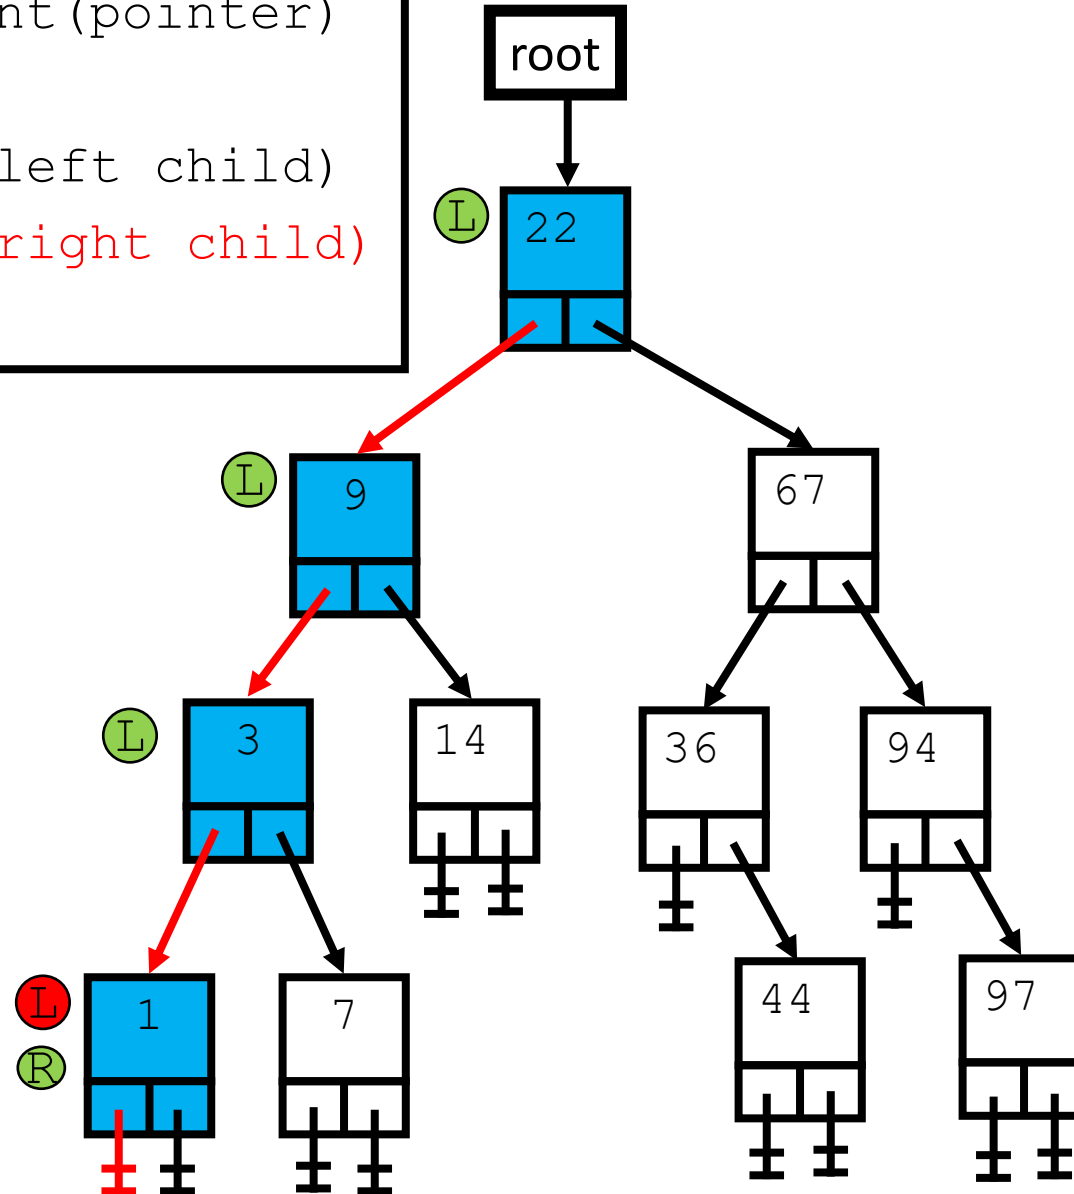 nt(pointer)
left child)
right child)
root
L
22
L
9
67
L
3
14
36
94
L
1
7
44
97
R